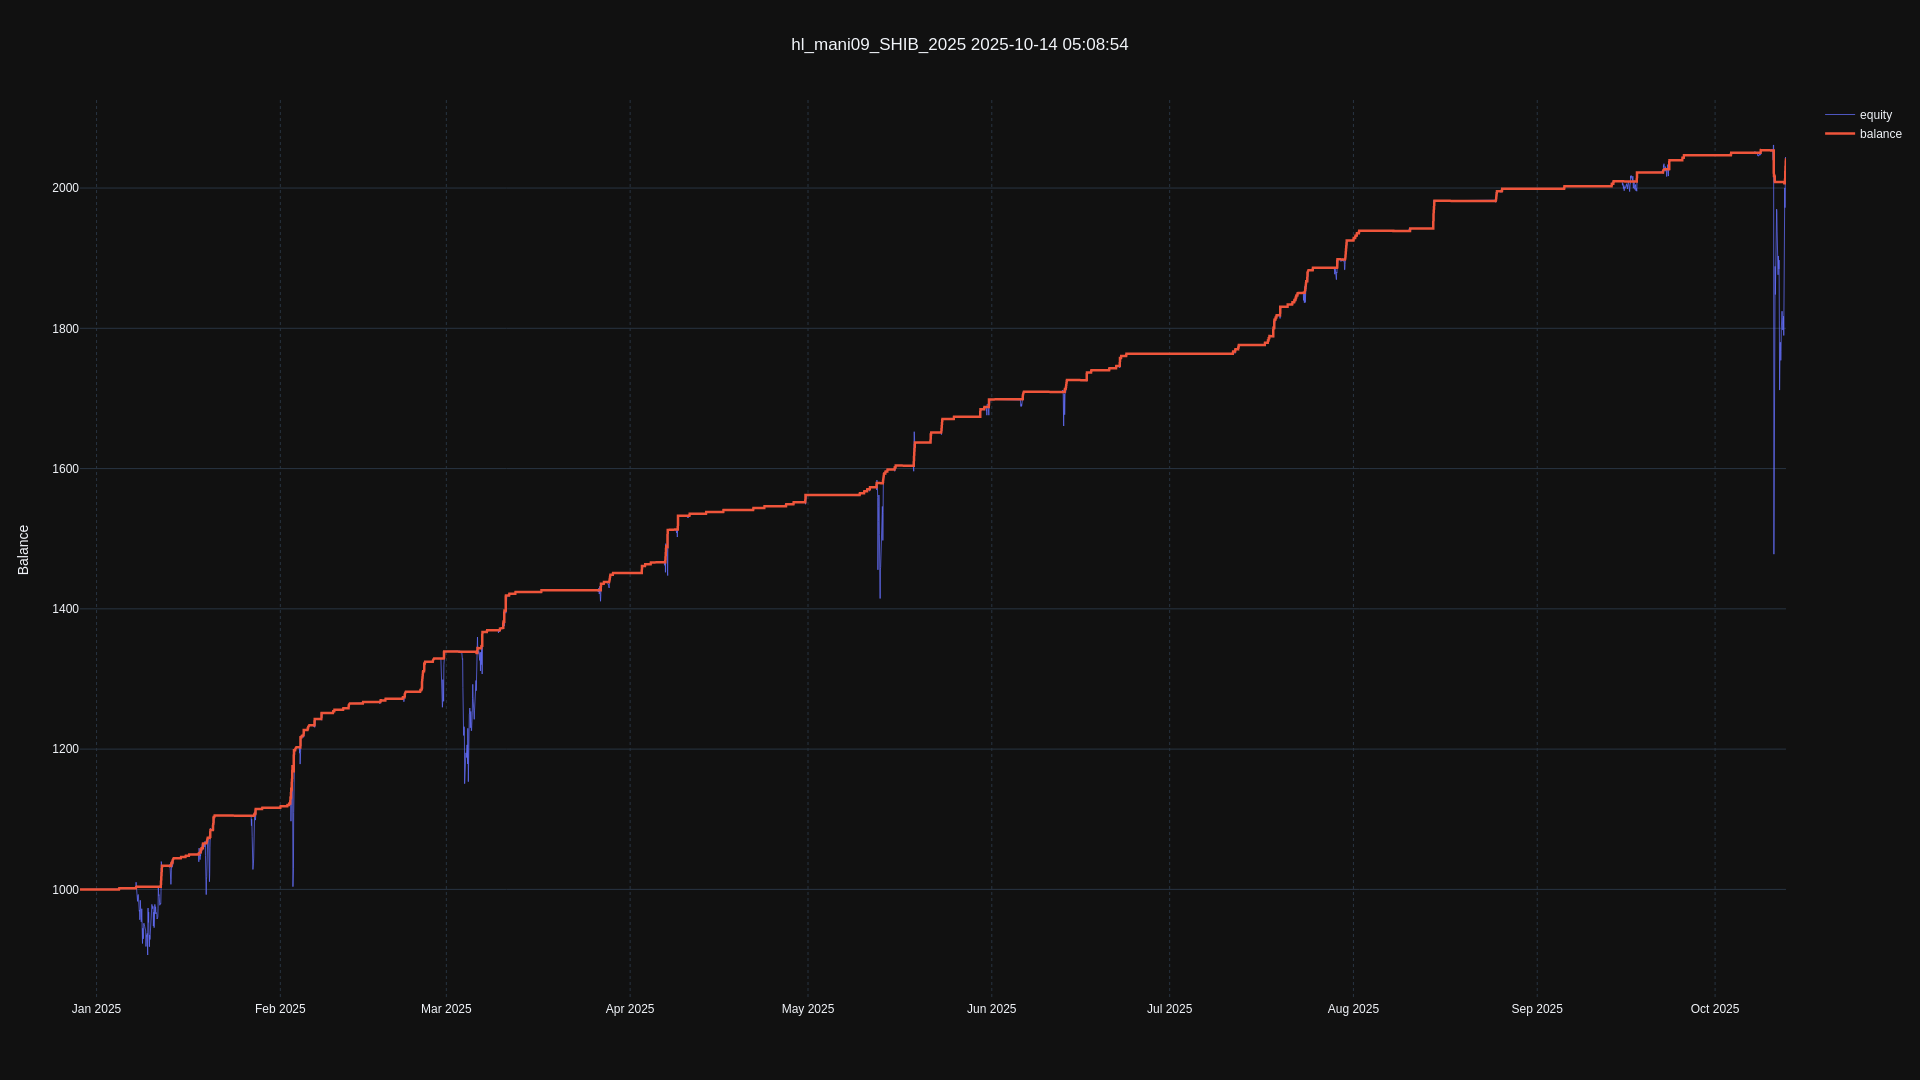 hl_mani09_SHIB_2025 2025-10-14 05:08:54
equity
balance
2000
1800
1600
1400
1200
1000
Balance
Jan 2025
Feb 2025
Mar 2025
Apr 2025
May 2025
Jun 2025
Jul 2025
Aug 2025
Sep 2025
Oct 2025